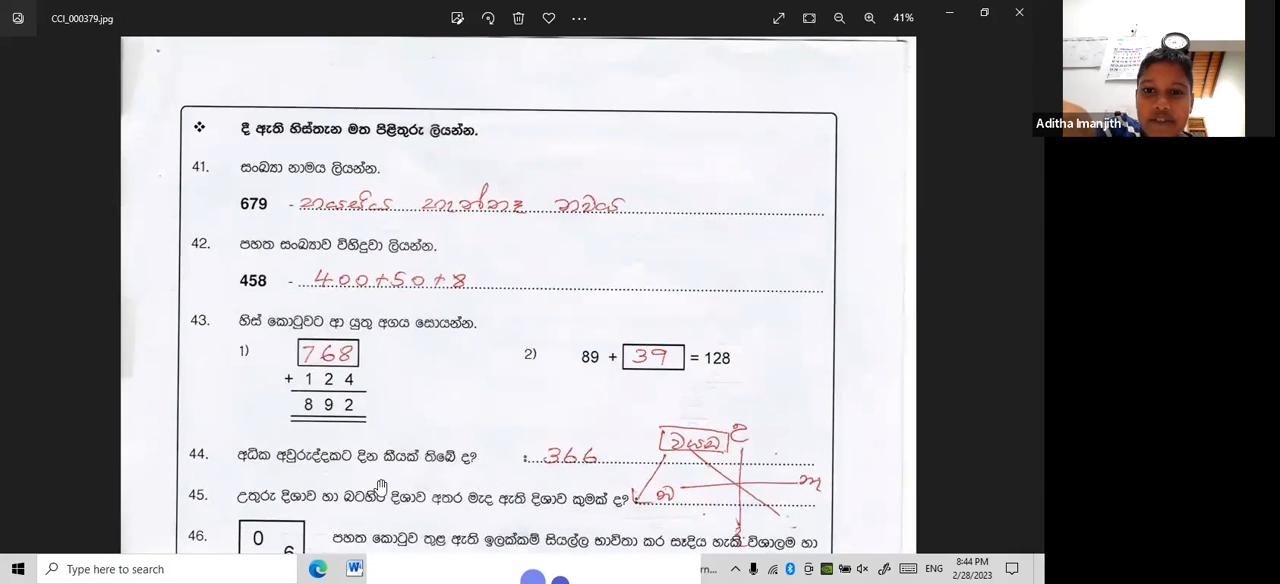 CCI_000379.jpg
41%
Aditha Imanjith
❖ දී ඇති හිස්තැන මත පිළිතුරු ලියන්න.
41. සංඛ්‍යා නාමය ලියන්න.
679 - හයසිය හැත්තෑ නවය
42. පහත සංඛ්‍යාව විහිදුවා ලියන්න.
458 - 400+50+8
43. හිස් කොටුවට ආ යුතු අගය සොයන්න.
1) 768
+ 1 2 4
8 9 2
2) 89 + 39 = 128
44. අධික අවුරුද්දකට දින කීයක් තිබේ ද? : 366
වයඹ උ
45. උතුරු දිශාව හා බටහිර දිශාව අතර මැද ඇති දිශාව කුමක් ද? :
බ නැ
ද
46. 0 පහත කොටුව තුළ ඇති ඉලක්කම් සියල්ල භාවිතා කර සෑදිය හැකි විශාලම හා
6
Type here to search
ENG
8:44 PM
2/28/2023